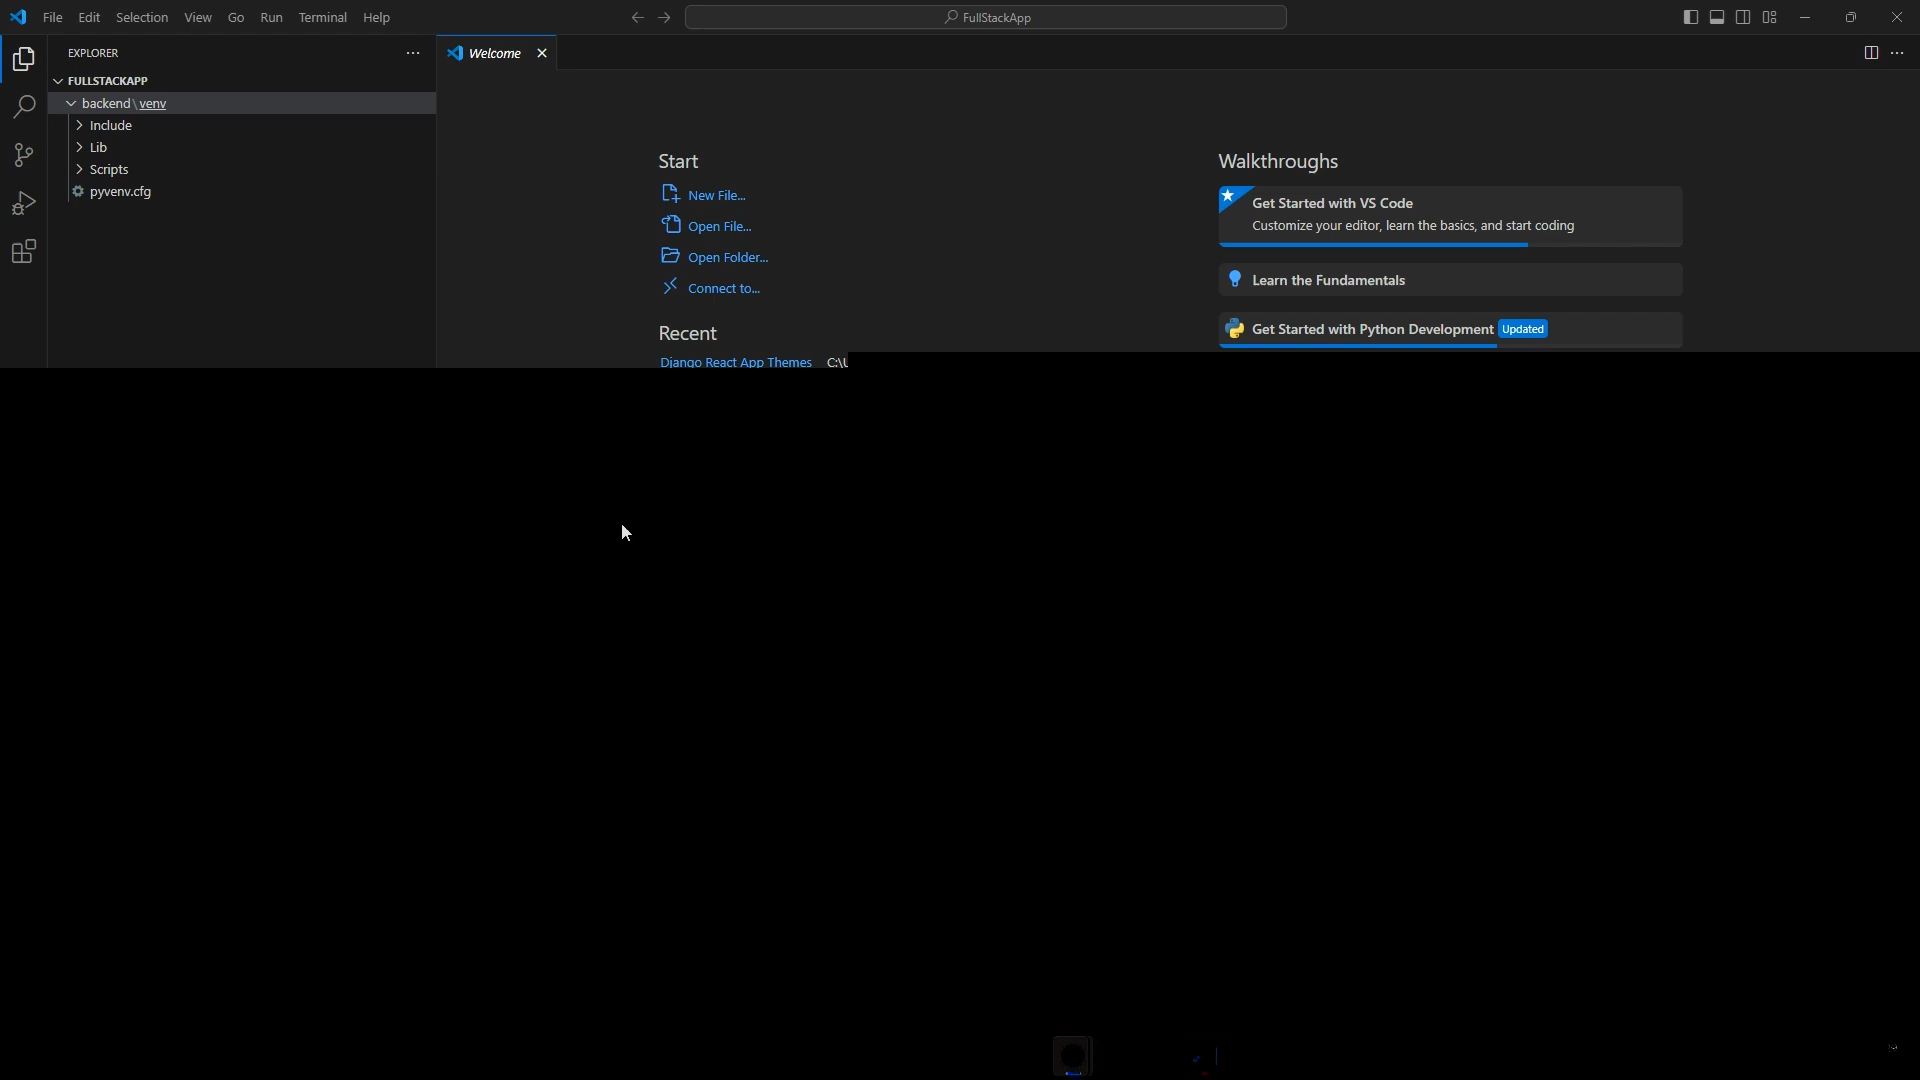 File Edit Selection View Go Run Terminal Help
FullStackApp
EXPLORER
Welcome
FULLSTACKAPP
backend\venv
Include
Lib
Scripts
pyvenv.cfg
Start
New File...
Open File...
Open Folder...
Connect to...
Recent
Django React App Themes C:\
Walkthroughs
Get Started with VS Code
Customize your editor, learn the basics, and start coding
Learn the Fundamentals
Get Started with Python Development Updated